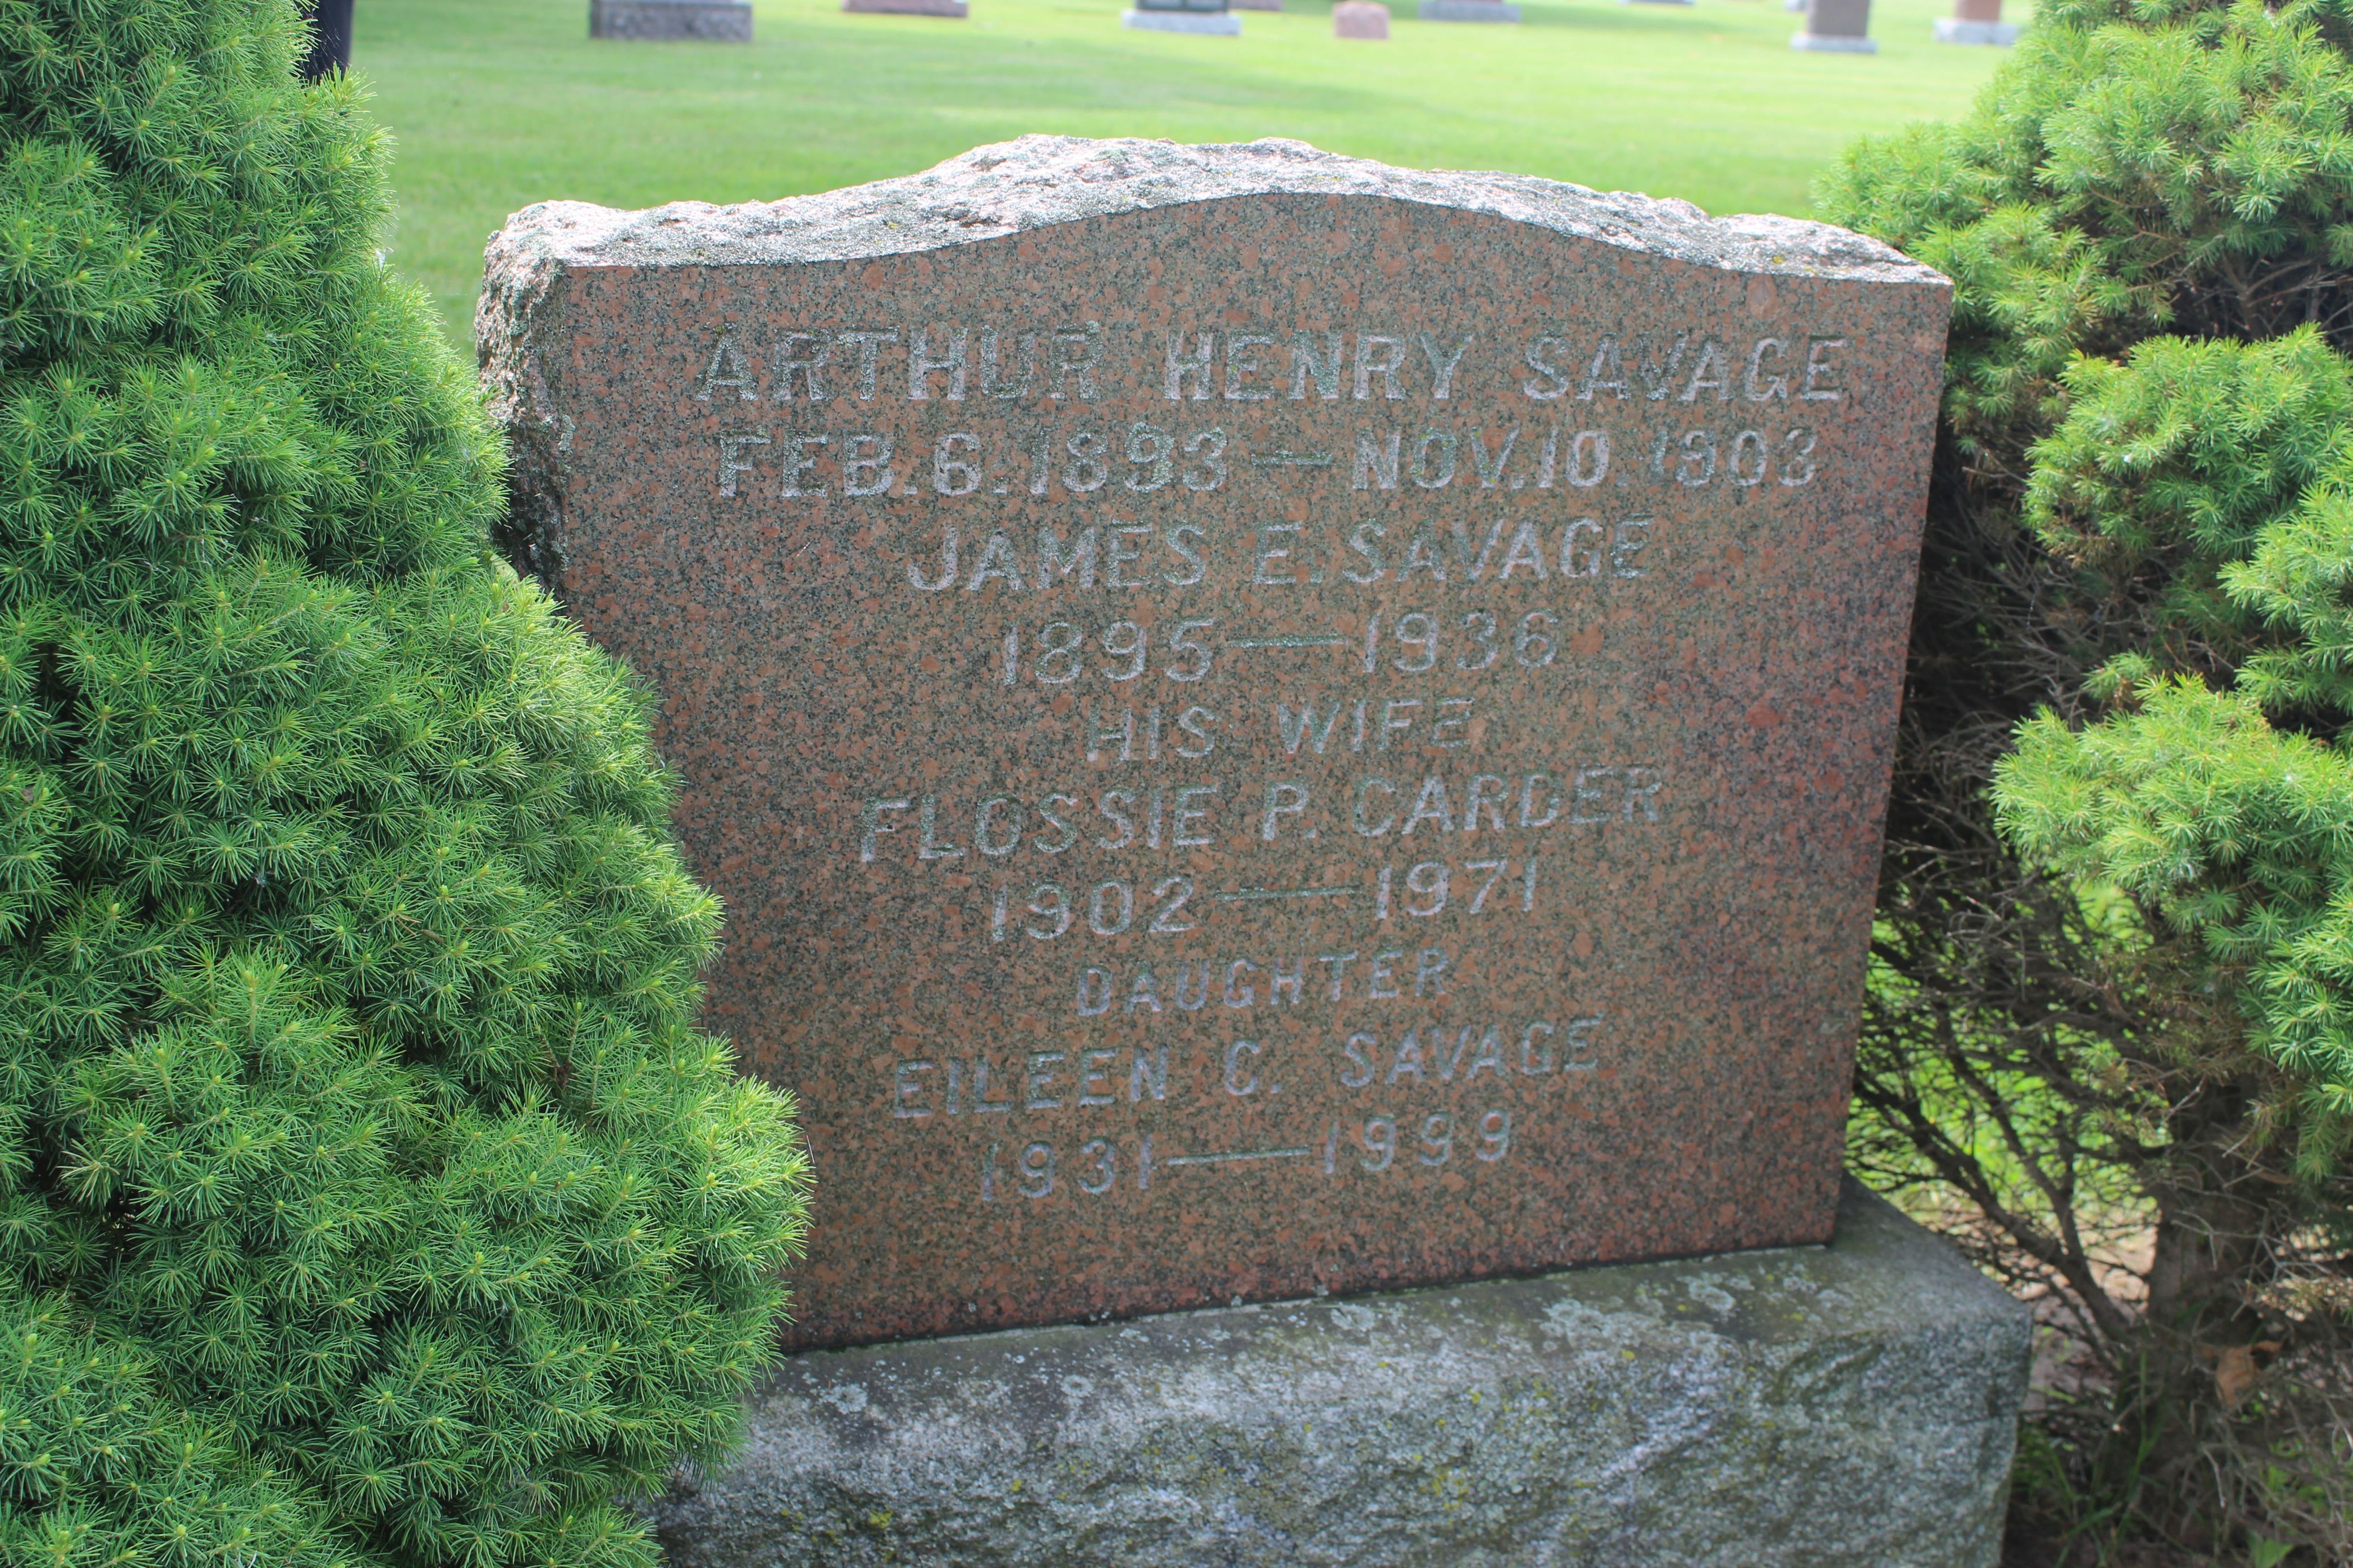 ARTHUR HENRY SAVAGE
FEB. 6. 1893 — NOV. 10. 1903
JAMES E. SAVAGE
1895 — 1936
HIS WIFE
FLOSSIE P. CARDER
1902 — 1971
DAUGHTER
EILEEN C. SAVAGE
1931 — 1999